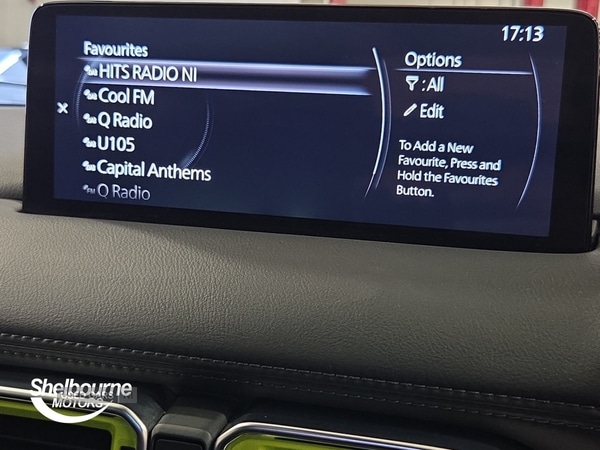 17:13
Favourites
HITS RADIO NI
Cool FM
Q Radio
U105
Capital Anthems
FM Q Radio
Options
: All
Edit
To Add a New
Favourite, Press and
Hold the Favourites
Button.
Shelbourne
MOTORS